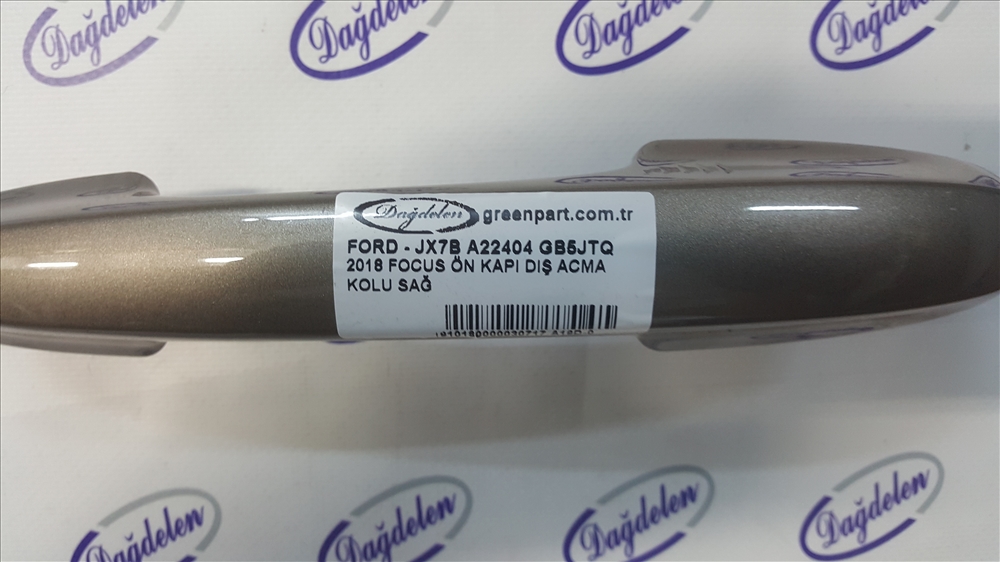 Dağdelen
Dağdelen
Dağdelen
Dağdelen
Dağdelen greenpart.com.tr
FORD - JX7B A22404 GB5JTQ
2018 FOCUS ÖN KAPI DIŞ ACMA
KOLU SAĞ
Dağdelen
Dağdelen
Dağdelen
Dağdelen